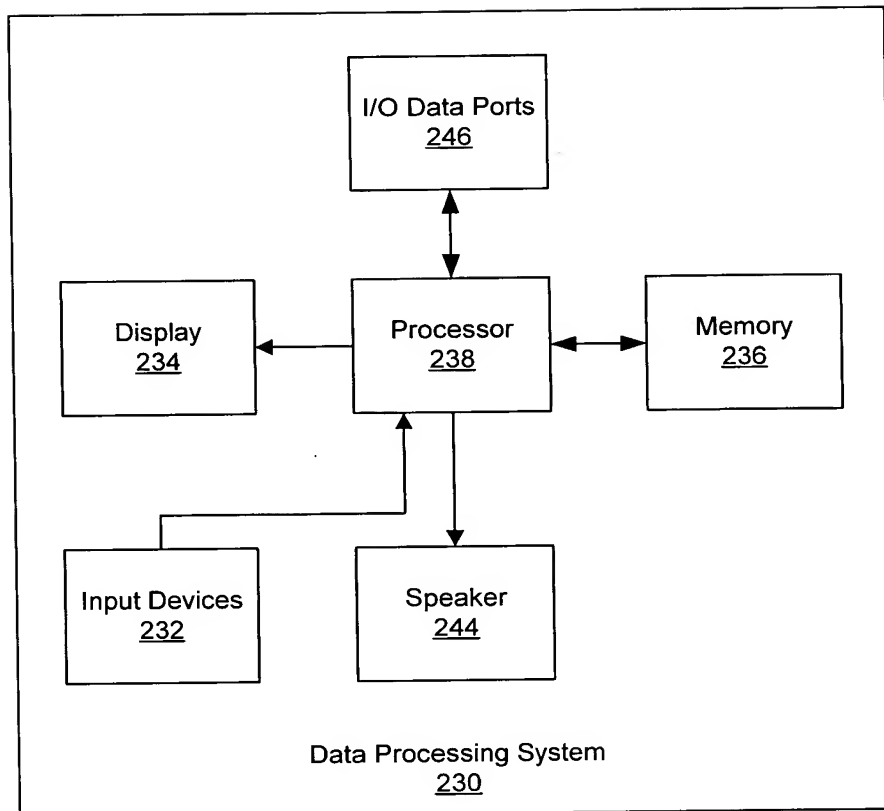 I/O Data Ports
246
Display
234
Processor
238
Memory
236
Input Devices
232
Speaker
244
Data Processing System
230